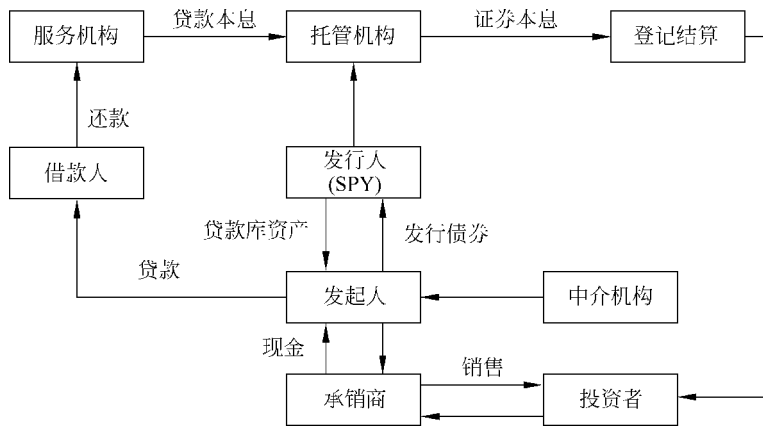 服务机构
贷款本息
托管机构
证券本息
登记结算
还款
借款人
发行人
(SPY)
贷款库资产
发行债券
贷款
发起人
中介机构
现金
销售
承销商
投资者